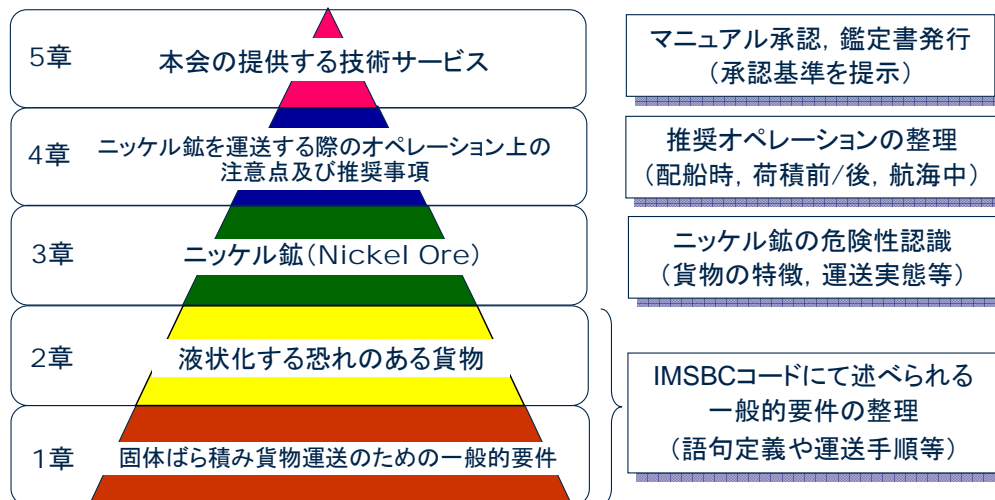 5章
本会の提供する技術サービス
マニュアル承認, 鑑定書発行
(承認基準を提示)
4章
ニッケル鉱を運送する際のオペレーション上の
注意点及び推奨事項
推奨オペレーションの整理
(配船時, 荷積前/後, 航海中)
3章
ニッケル鉱(Nickel Ore)
ニッケル鉱の危険性認識
(貨物の特徴, 運送実態等)
2章
液状化する恐れのある貨物
1章
固体ばら積み貨物運送のための一般的要件
IMSBCコードにて述べられる
一般的要件の整理
(語句定義や運送手順等)